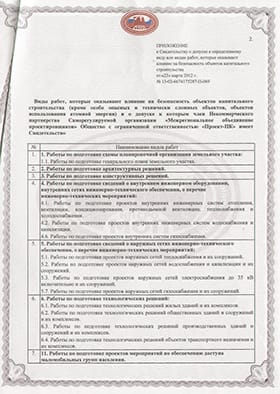 2.
ПРИЛОЖЕНИЕ
к Свидетельству о допуске к определенному
виду или видам работ, которые оказывают
влияние на безопасность объектов капитального
строительства
от «22» марта 2012 г.
Виды работ, которые оказывают влияние на безопасность объектов капитального
строительства (кроме особо опасных и технически сложных объектов, объектов
использования атомной энергии) и о допуске к которым член Некоммерческого
партнерства Саморегулируемой организации «Межрегиональное объединение
проектировщиков» Общество с ограниченной ответственностью «Проект-ПК» имеет
Свидетельство
№ Наименование видов работ
1. 1. Работы по подготовке схемы планировочной организации земельного участка:
1.1. Работы по подготовке генерального плана земельного участка.
2. 2. Работы по подготовке архитектурных решений.
3. 3. Работы по подготовке конструктивных решений.
4. 4. Работы по подготовке сведений о внутреннем инженерном оборудовании,
внутренних сетях инженерно-технического обеспечения, о перечне
инженерно-технических мероприятий:
4.1. Работы по подготовке проектов внутренних инженерных систем отопления,
вентиляции, кондиционирования, противодымной вентиляции, теплоснабжения и
холодоснабжения.
4.2. Работы по подготовке проектов внутренних инженерных систем водоснабжения и
канализации.
4.6. Работы по подготовке проектов внутренних систем газоснабжения.
5. 5. Работы по подготовке сведений о наружных сетях инженерно-технического
обеспечения, о перечне инженерно-технических мероприятий:
5.1. Работы по подготовке проектов наружных сетей теплоснабжения и их сооружений.
5.2. Работы по подготовке проектов наружных сетей водоснабжения и канализации и их
сооружений.
5.3. Работы по подготовке проектов наружных сетей электроснабжения до 35 кВ
включительно и их сооружений.
5.7. Работы по подготовке проектов наружных сетей газоснабжения и их сооружений.
6. 6. Работы по подготовке технологических решений:
6.1. Работы по подготовке технологических решений жилых зданий и их комплексов.
6.2. Работы по подготовке технологических решений общественных зданий и сооружений
и их комплексов.
6.3. Работы по подготовке технологических решений производственных зданий и
сооружений и их комплексов.
6.4. Работы по подготовке технологических решений объектов транспортного назначения и
их комплексов.
7. 11. Работы по подготовке проектов мероприятий по обеспечению доступа
маломобильных групп населения.